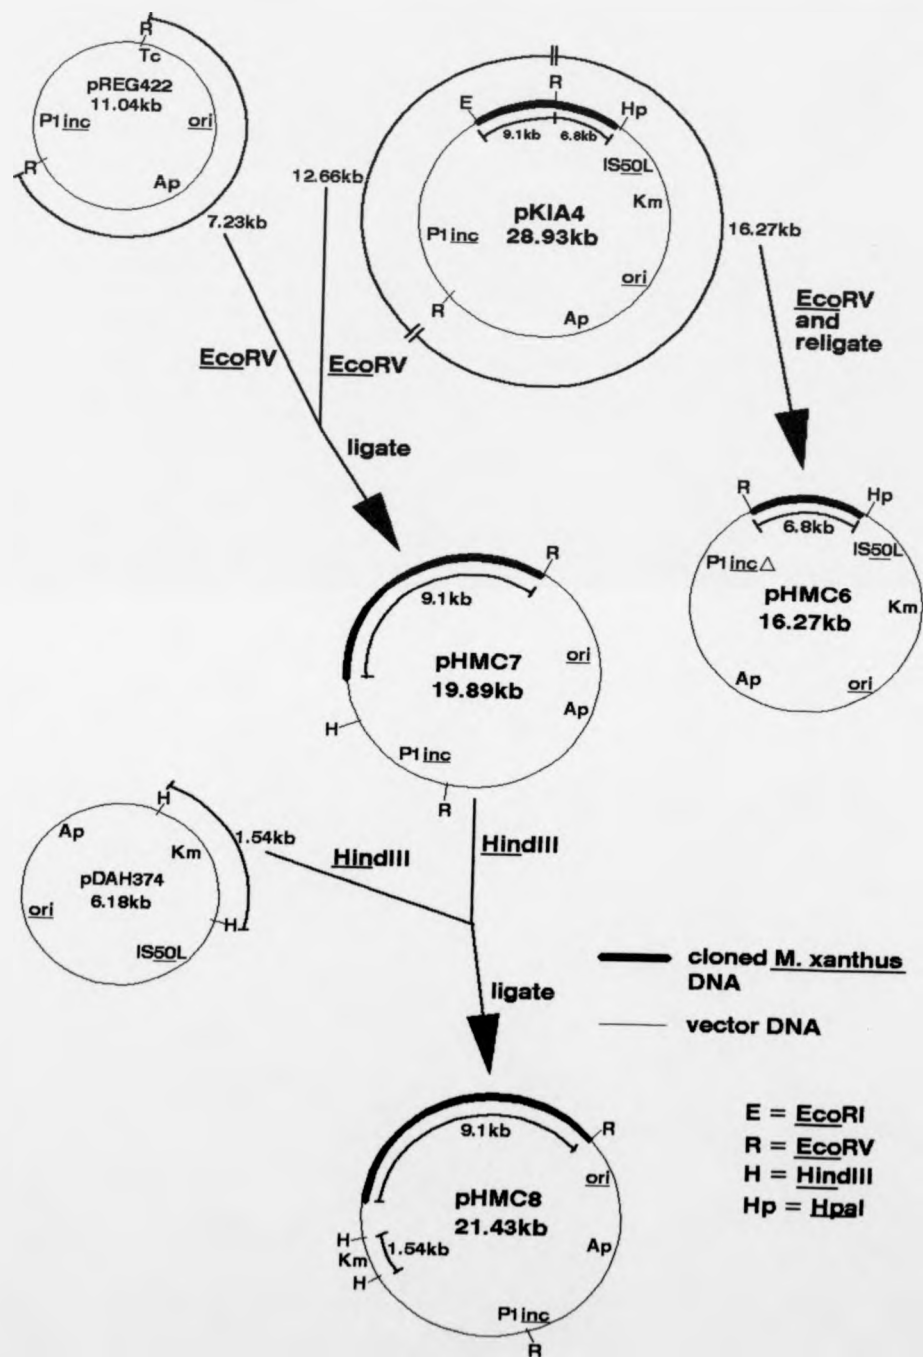 R
Tc
pREG422
11.04kb
P1 inc
ori
R
Ap
7.23kb
12.66kb
R
E
Hp
9.1kb
6.8kb
IS50L
Km
pKIA4
28.93kb
P1 inc
ori
R
Ap
16.27kb
EcoRV
EcoRV
ligate
EcoRV
and
religate
R
Hp
6.8kb
IS50L
P1 inc△
pHMC6
16.27kb
Km
Ap
ori
R
9.1kb
pHMC7
19.89kb
ori
Ap
H
P1 inc
R
H
Ap
1.54kb
Km
pDAH374
6.18kb
ori
H
IS50L
HindIII
HindIII
ligate
cloned M. xanthus
DNA
vector DNA
R
9.1kb
ori
pHMC8
21.43kb
H
Km
1.54kb
H
Ap
P1 inc
R
E = EcoRI
R = EcoRV
H = HindIII
Hp = HpaI